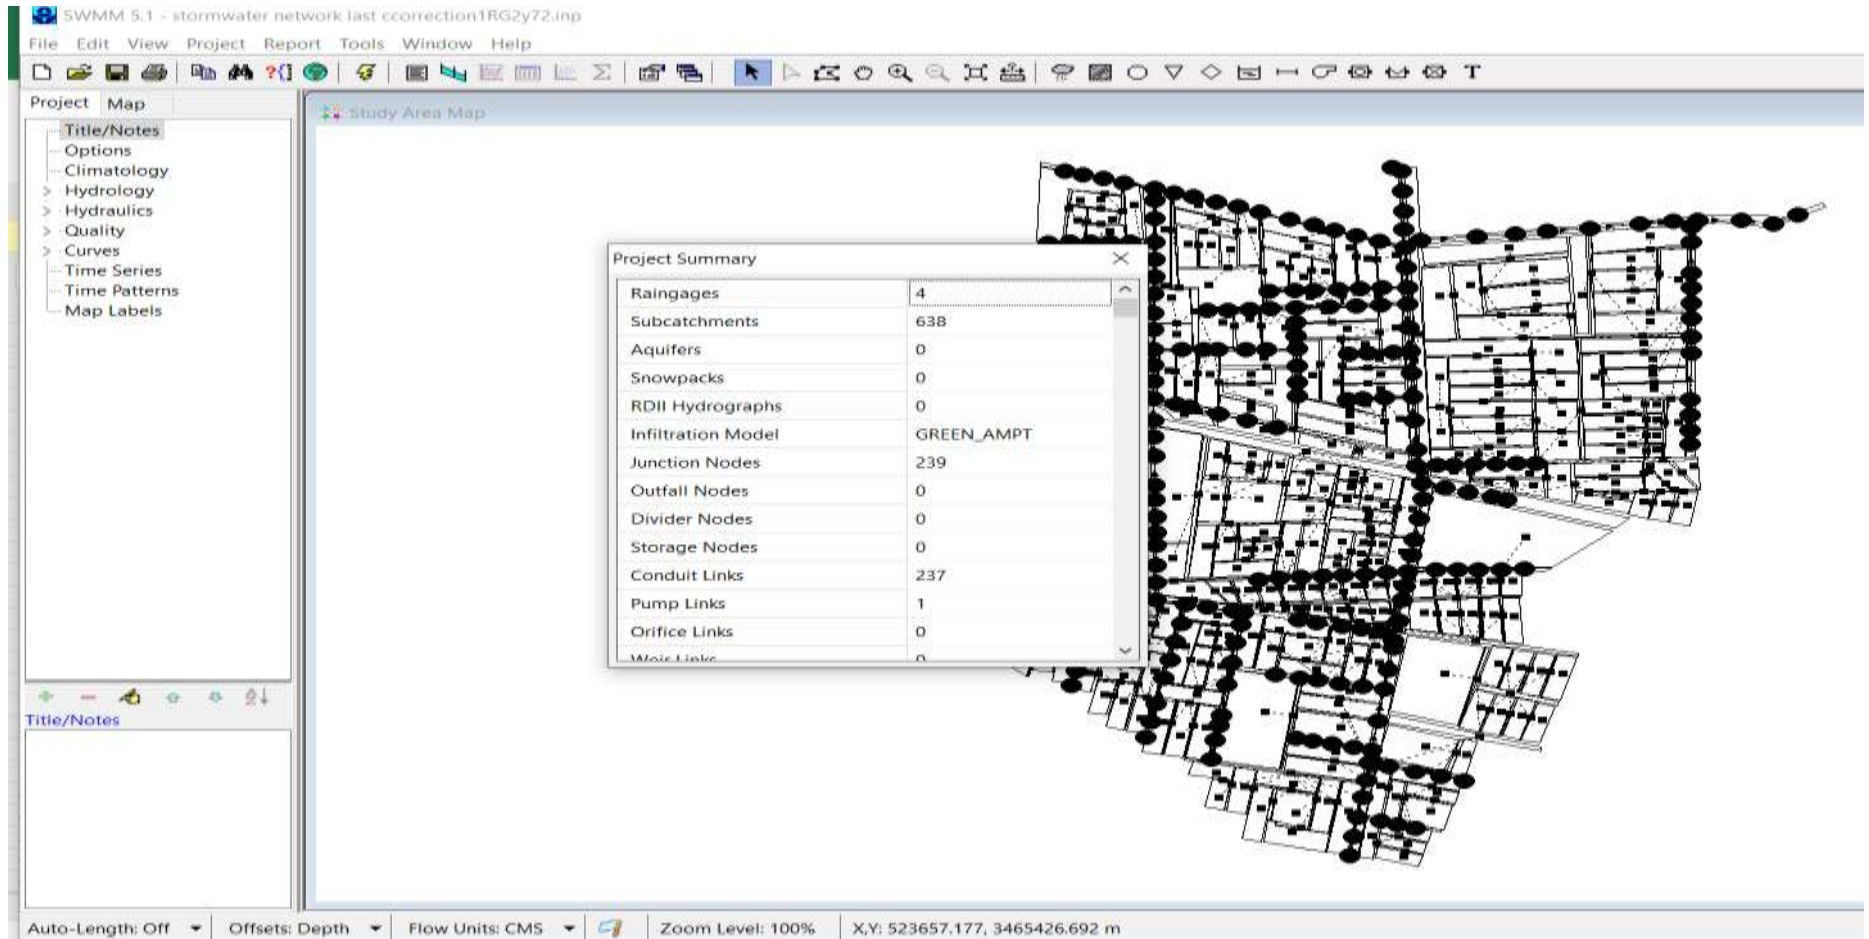 SWMM 5.1 - stormwater network last ccorrection1RG2y72.inp
File Edit View Project Report Tools Window Help
Project Map
Title/Notes
Options
Climatology
Hydrology
Hydraulics
Quality
Curves
Time Series
Time Patterns
Map Labels
Title/Notes
Study Area Map
Project Summary
Raingages 4
Subcatchments 638
Aquifers 0
Snowpacks 0
RDII Hydrographs 0
Infiltration Model GREEN_AMPT
Junction Nodes 239
Outfall Nodes 0
Divider Nodes 0
Storage Nodes 0
Conduit Links 237
Pump Links 1
Orifice Links 0
Weir Links 0
Auto-Length: Off Offsets: Depth Flow Units: CMS Zoom Level: 100% X,Y: 523657.177, 3465426.692 m